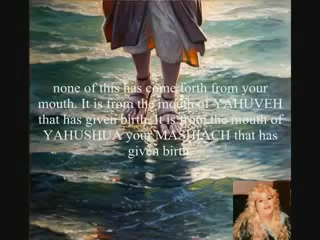 none of this has come forth from your
mouth. It is from the mouth of YAHUVEH
that has given birth. It is from the mouth of
YAHUSHUA your MASHIACH that has
given birth.